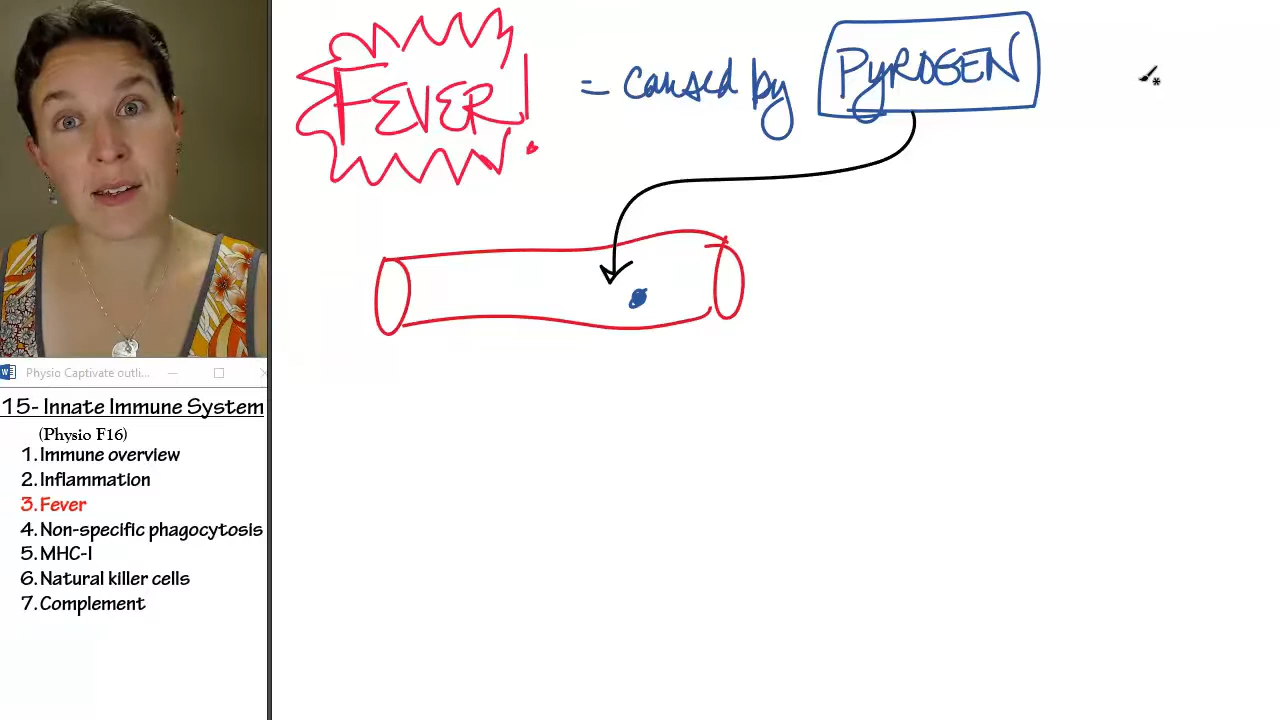 FEVER! = caused by PYROGEN
Physio Captivate outli...
15- Innate Immune System
(Physio F16)
1. Immune overview
2. Inflammation
3. Fever
4. Non-specific phagocytosis
5. MHC-I
6. Natural killer cells
7. Complement